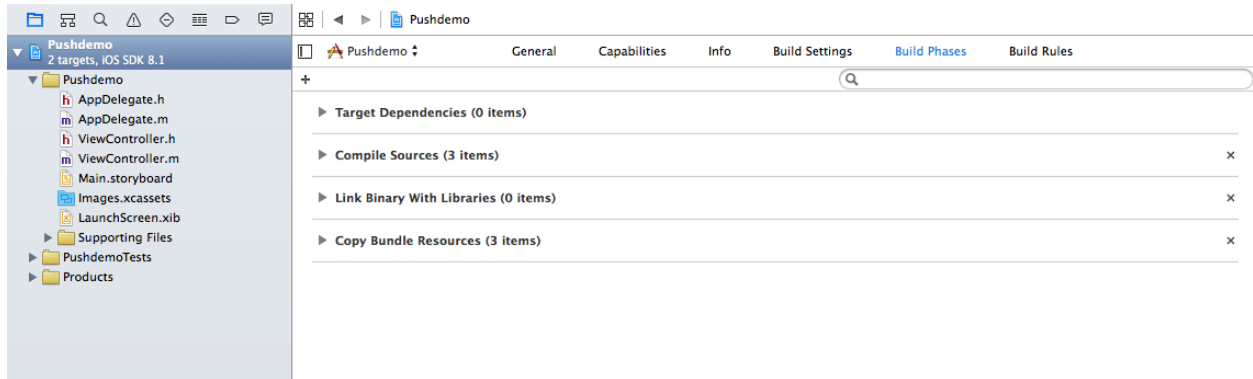 Pushdemo
Pushdemo
2 targets, iOS SDK 8.1
Pushdemo
General
Capabilities
Info
Build Settings
Build Phases
Build Rules
Pushdemo
h AppDelegate.h
m AppDelegate.m
h ViewController.h
m ViewController.m
Main.storyboard
Images.xcassets
LaunchScreen.xib
Supporting Files
PushdemoTests
Products
+
Target Dependencies (0 items)
Compile Sources (3 items)
Link Binary With Libraries (0 items)
Copy Bundle Resources (3 items)